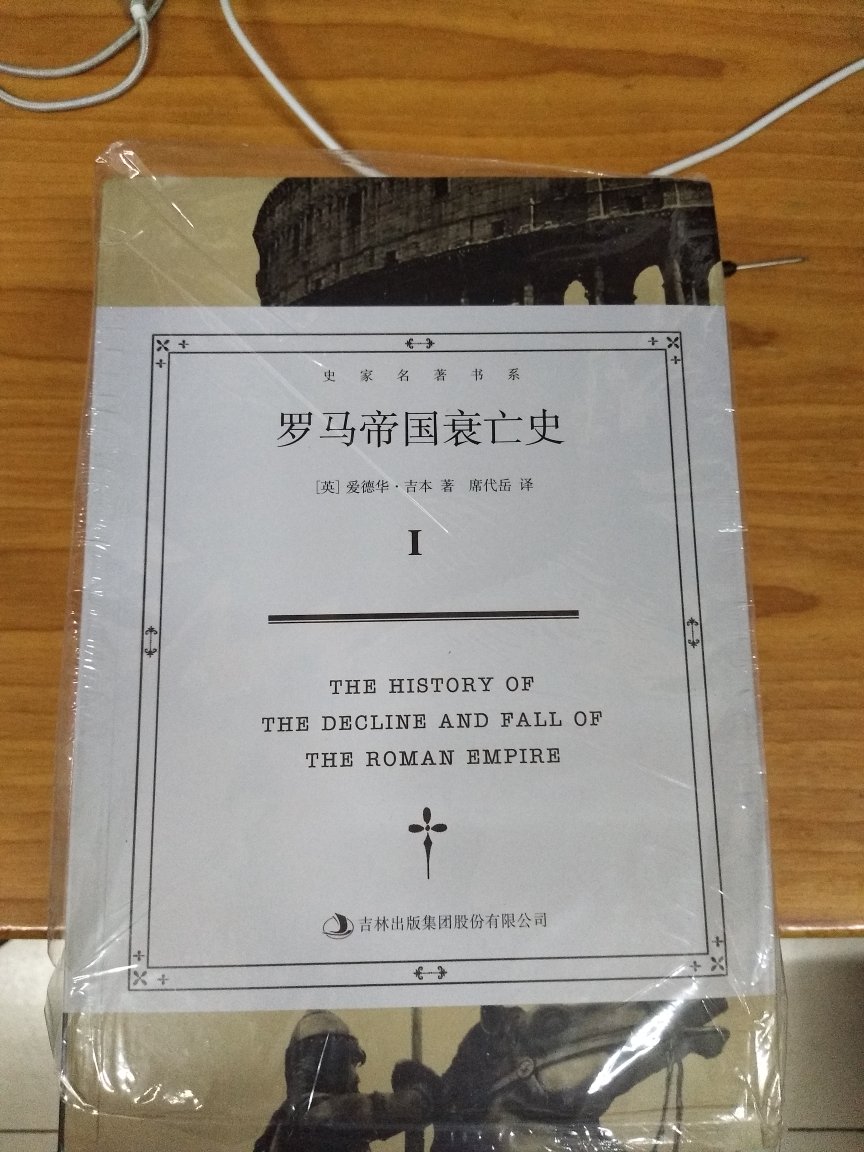 史家名著书系
罗马帝国衰亡史
[英] 爱德华·吉本 著 席代岳 译
I
THE HISTORY OF
THE DECLINE AND FALL OF
THE ROMAN EMPIRE
吉林出版集团股份有限公司